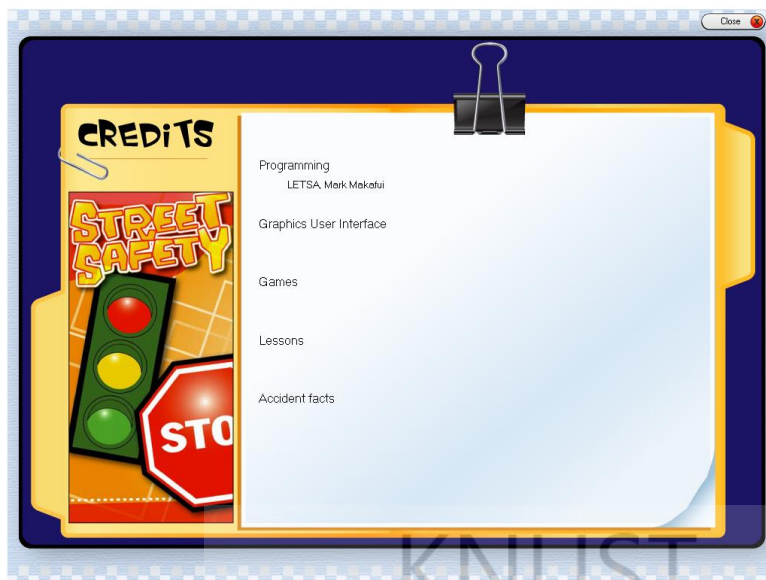 Close
CREDiTS
STREET
SAFETY
STO
Programming
LETSA, Mark Makafui
Graphics User Interface
Games
Lessons
Accident facts
KNUST